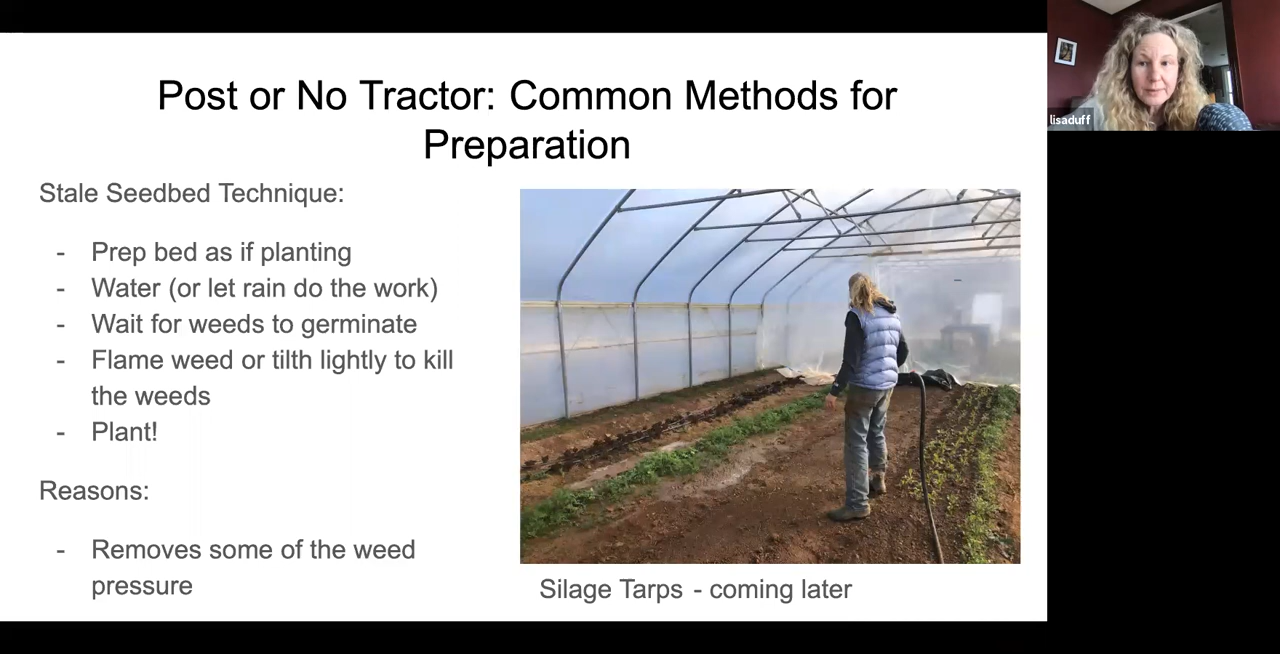 Post or No Tractor: Common Methods for
Preparation
Stale Seedbed Technique:
- Prep bed as if planting
- Water (or let rain do the work)
- Wait for weeds to germinate
- Flame weed or tilth lightly to kill
the weeds
- Plant!
Reasons:
- Removes some of the weed
pressure
Silage Tarps - coming later
lisaduff